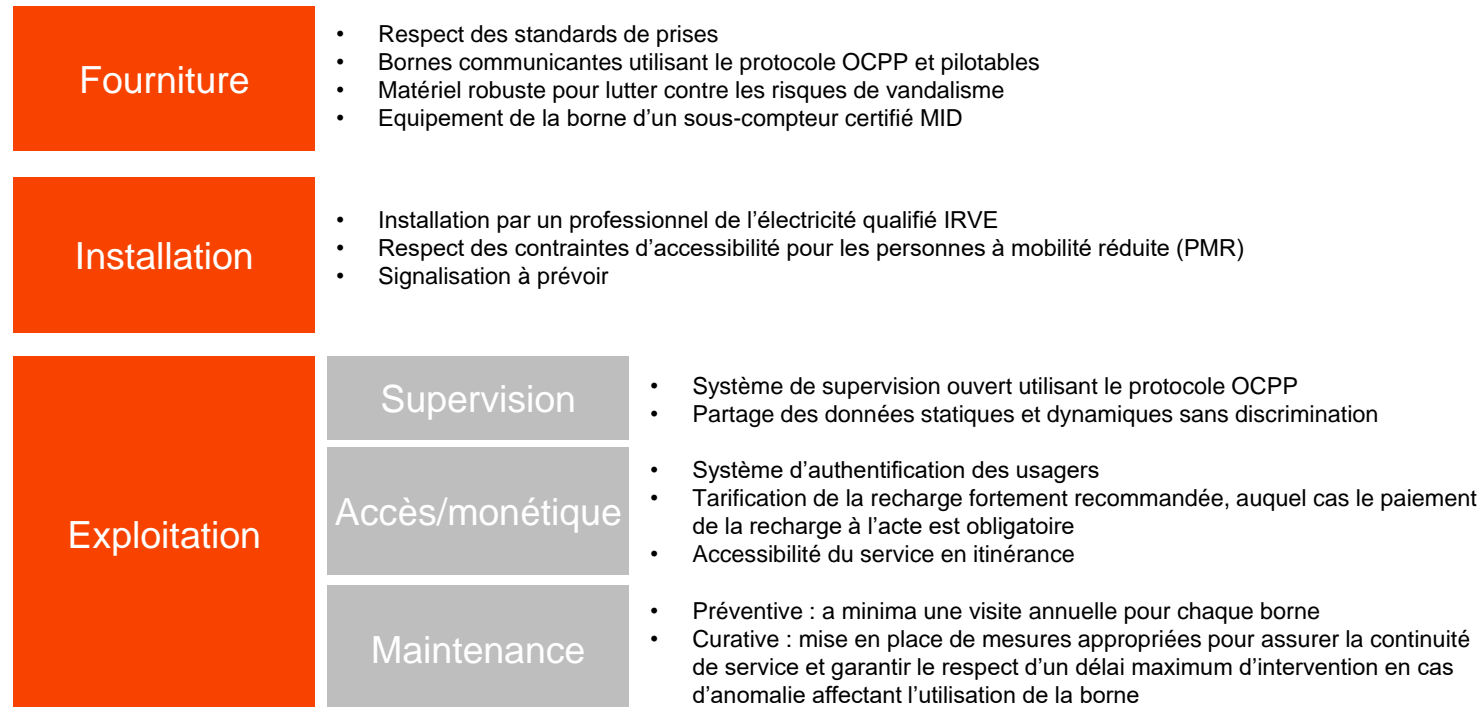 Fourniture
• Respect des standards de prises
• Bornes communicantes utilisant le protocole OCPP et pilotables
• Matériel robuste pour lutter contre les risques de vandalisme
• Equipement de la borne d’un sous-compteur certifié MID
Installation
• Installation par un professionnel de l’électricité qualifié IRVE
• Respect des contraintes d’accessibilité pour les personnes à mobilité réduite (PMR)
• Signalisation à prévoir
Exploitation
Supervision
• Système de supervision ouvert utilisant le protocole OCPP
• Partage des données statiques et dynamiques sans discrimination
Accès/monétique
• Système d’authentification des usagers
• Tarification de la recharge fortement recommandée, auquel cas le paiement
de la recharge à l’acte est obligatoire
• Accessibilité du service en itinérance
Maintenance
• Préventive : a minima une visite annuelle pour chaque borne
• Curative : mise en place de mesures appropriées pour assurer la continuité
de service et garantir le respect d’un délai maximum d’intervention en cas
d’anomalie affectant l’utilisation de la borne